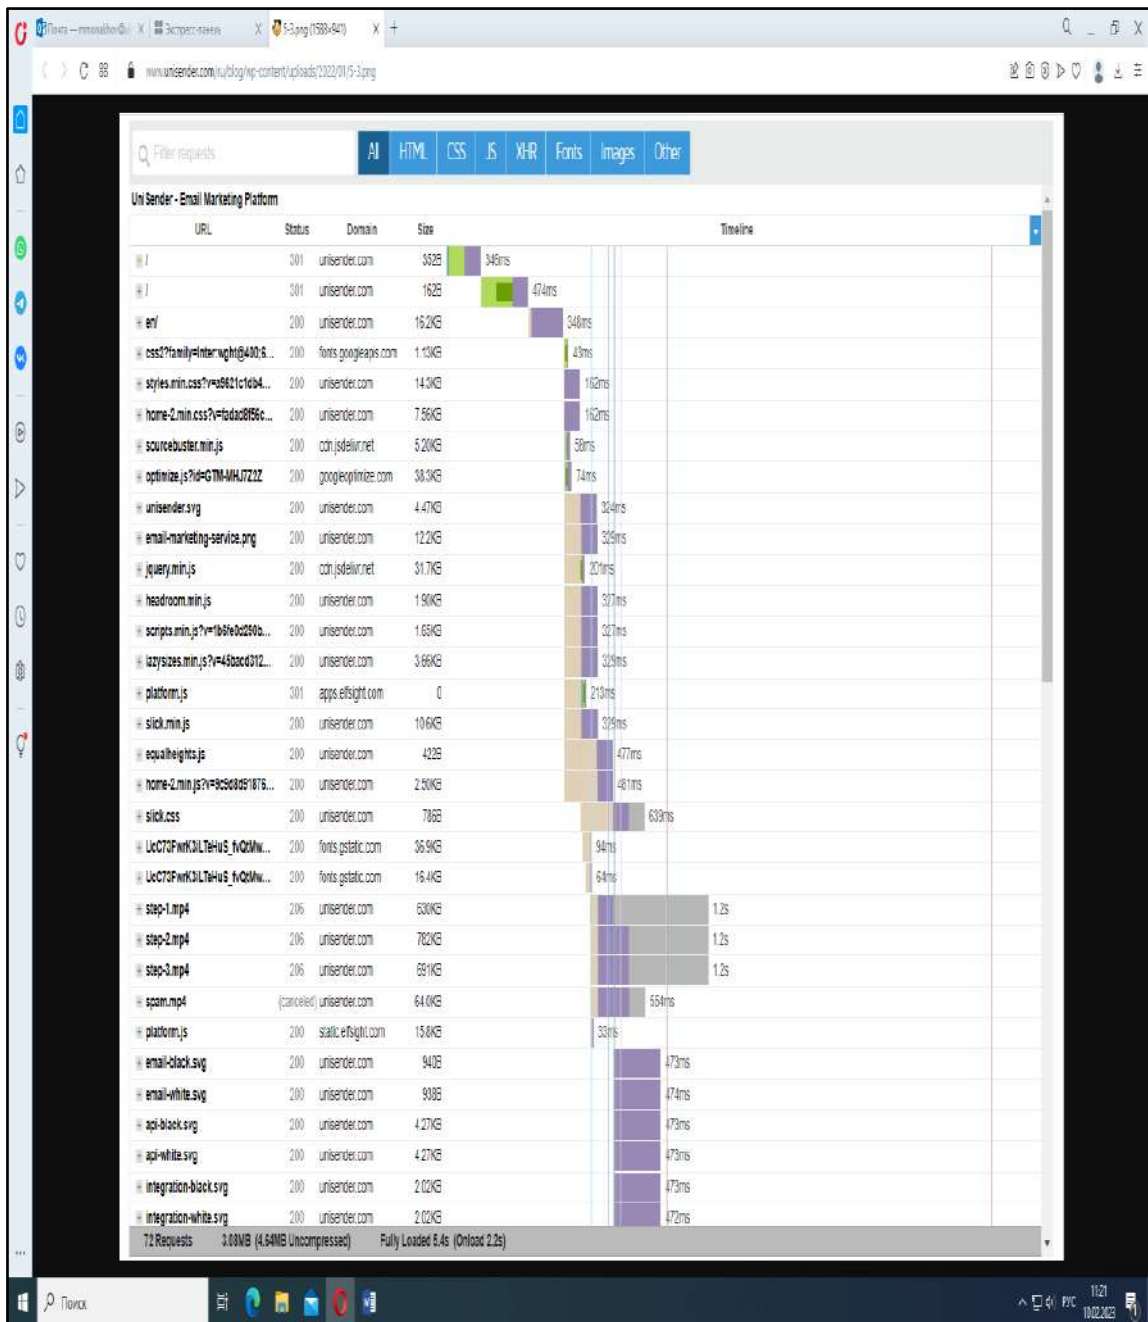 Почта — Экспресс-панель 5-3.png (1588×941)
www.unisender.com/ru/blog/wp-content/uploads/2022/01/5-3.png
Filter requests All HTML CSS JS XHR Fonts Images Other
UniSender - Email Marketing Platform
URL Status Domain Size Timeline
/ 301 unisender.com 352B 346ms
/ 301 unisender.com 162B 474ms
en/ 200 unisender.com 16.2KB 348ms
css2?family=Inter:wght@400;6... 200 fonts.googleapis.com 1.13KB 43ms
styles.min.css?v=a9621c1db4... 200 unisender.com 14.3KB 162ms
home-2.min.css?v=fadad8f56c... 200 unisender.com 7.56KB 162ms
sourcebuster.min.js 200 cdn.jsdelivr.net 5.20KB 58ms
optimize.js?id=GTM-MHJ7Z2Z 200 googleoptimize.com 38.3KB 74ms
unisender.svg 200 unisender.com 4.47KB 324ms
email-marketing-service.png 200 unisender.com 12.2KB
jquery.min.js 200 cdn.jsdelivr.net 31.7KB 201ms
headroom.min.js 200 unisender.com 1.90KB 327ms
scripts.min.js?v=1b6fe0d290b... 200 unisender.com 1.65KB 327ms
lazysizes.min.js?v=45bacd312... 200 unisender.com 3.66KB 329ms
platform.js 301 apps.elfsight.com 0 213ms
slick.min.js 200 unisender.com 10.6KB 329ms
equalheights.js 200 unisender.com 422B 477ms
home-2.min.js?v=9c9d8d91876... 200 unisender.com 2.50KB 481ms
slick.css 200 unisender.com 786B 639ms
UcC73FwrK3iLTeHuS_fvQtMw... 200 fonts.gstatic.com 36.9KB 94ms
UcC73FwrK3iLTeHuS_fvQtMw... 200 fonts.gstatic.com 16.4KB 64ms
step-1.mp4 206 unisender.com 630KB 1.2s
step-2.mp4 206 unisender.com 782KB 1.2s
step-3.mp4 206 unisender.com 691KB 1.2s
spam.mp4 (canceled) unisender.com 64.0KB 554ms
platform.js 200 static.elfsight.com 15.8KB 33ms
email-black.svg 200 unisender.com 940B 473ms
email-white.svg 200 unisender.com 938B 474ms
api-black.svg 200 unisender.com 4.27KB 473ms
api-white.svg 200 unisender.com 4.27KB 473ms
integration-black.svg 200 unisender.com 2.02KB 473ms
integration-white.svg 200 unisender.com 2.02KB 472ms
72 Requests 3.08MB (4.64MB Uncompressed) Fully Loaded 5.4s (Onload 2.2s)
Поиск РУС 11:21
10.02.2023